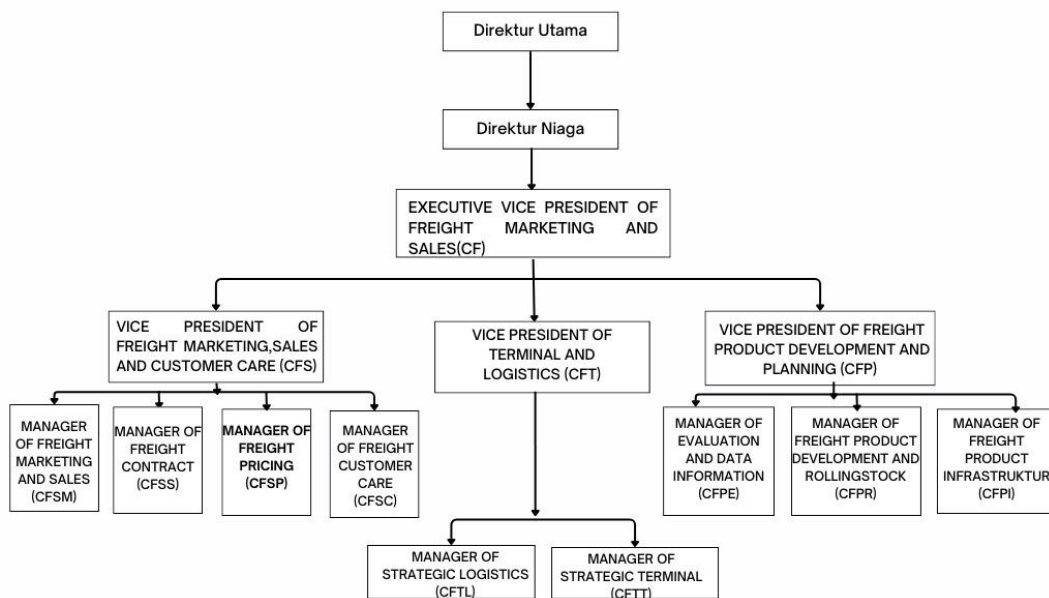 Direktur Utama
Direktur Niaga
EXECUTIVE VICE PRESIDENT OF
FREIGHT MARKETING AND
SALES(CF)
VICE PRESIDENT OF
FREIGHT MARKETING,SALES
AND CUSTOMER CARE (CFS)
VICE PRESIDENT OF
TERMINAL AND
LOGISTICS (CFT)
VICE PRESIDENT OF FREIGHT
PRODUCT DEVELOPMENT AND
PLANNING (CFP)
MANAGER
OF FREIGHT
MARKETING
AND SALES
(CFSM)
MANAGER OF
FREIGHT
CONTRACT
(CFSS)
MANAGER OF
FREIGHT
PRICING
(CFSP)
MANAGER
OF FREIGHT
CUSTOMER
CARE
(CFSC)
MANAGER OF
EVALUATION
AND DATA
INFORMATION
(CFPE)
MANAGER OF
FREIGHT PRODUCT
DEVELOPMENT AND
ROLLINGSTOCK
(CFPR)
MANAGER OF
FREIGHT
PRODUCT
INFRASTRUKTUR
(CFPI)
MANAGER OF
STRATEGIC LOGISTICS
(CFTL)
MANAGER OF
STRATEGIC TERMINAL
(CFTT)